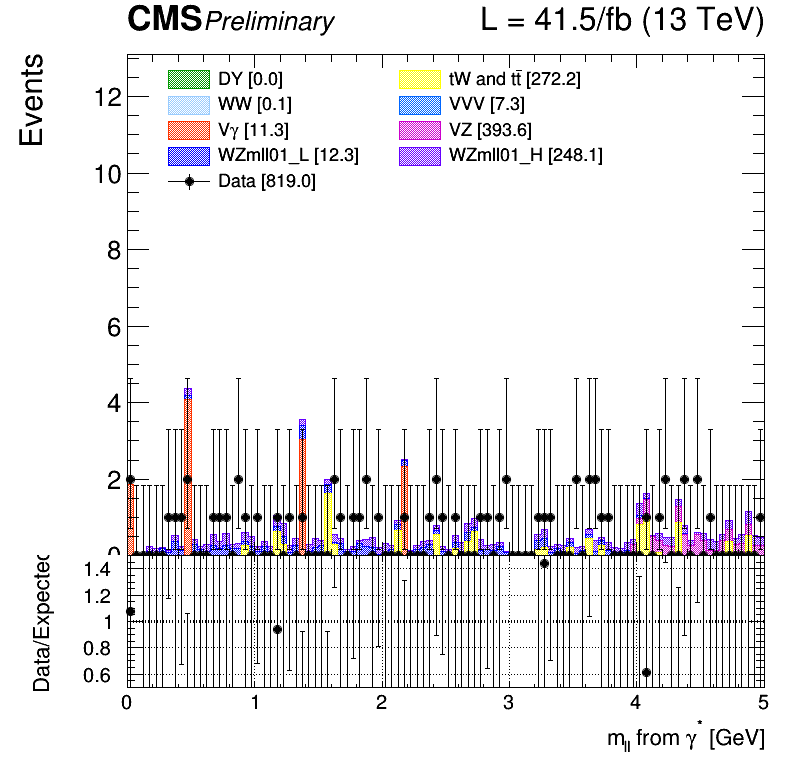 CMS Preliminary L = 41.5/fb (13 TeV)
Events
DY [0.0] tW and tt̄ [272.2]
WW [0.1] VVV [7.3]
Vγ [11.3] VZ [393.6]
WZmll01_L [12.3] WZmll01_H [248.1]
Data [819.0]
12
10
8
6
4
2
0
Data/Expected
1.4
1.2
1
0.6
0.8
0 1 2 3 4 5
m_ll from γ* [GeV]